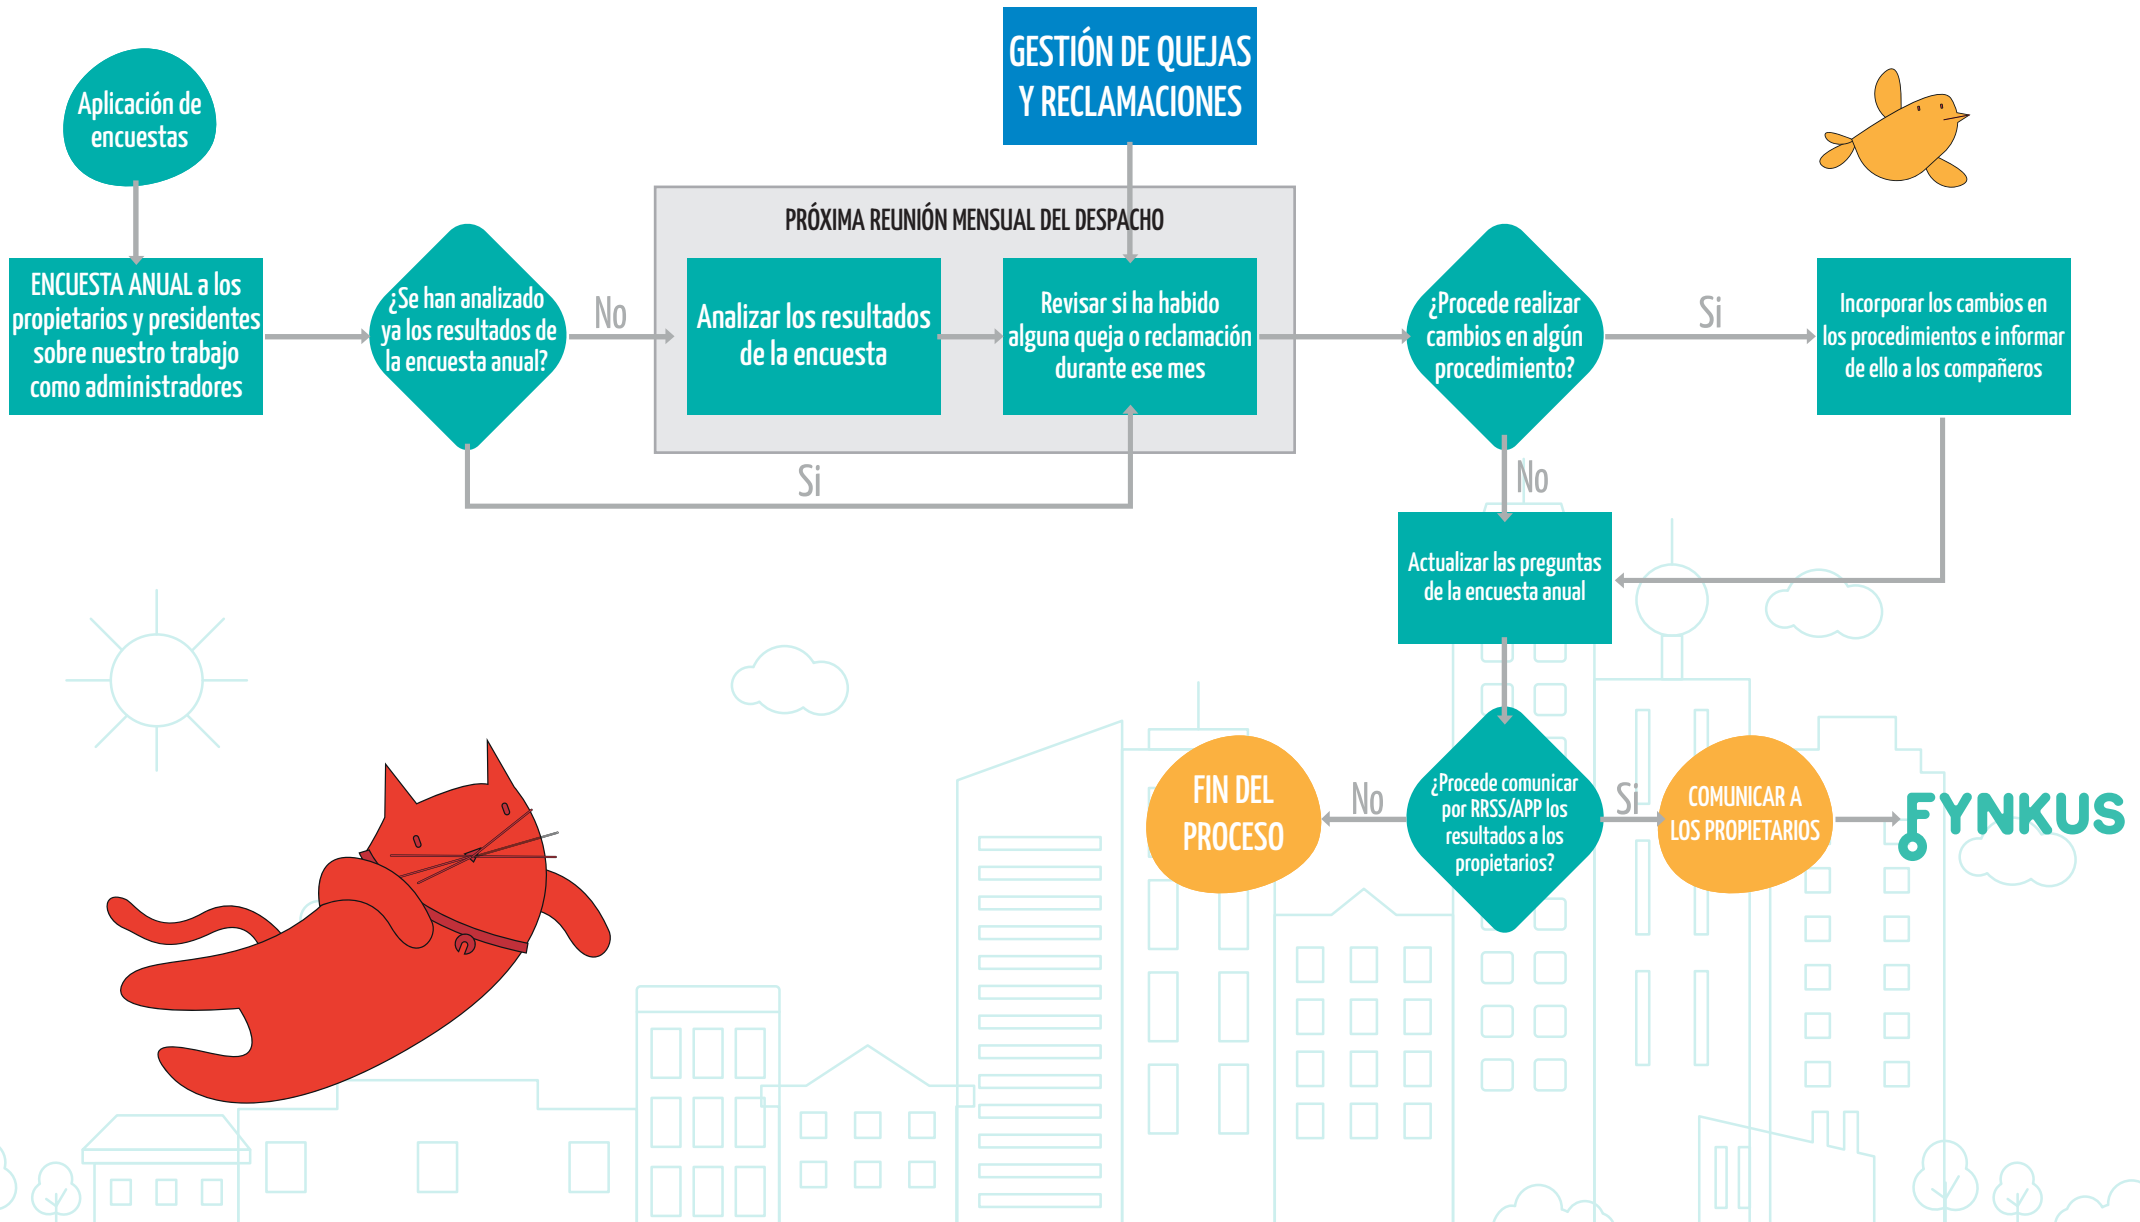 GESTIÓN DE QUEJAS
Y RECLAMACIONES
Aplicación de
encuestas
PRÓXIMA REUNIÓN MENSUAL DEL DESPACHO
ENCUESTA ANUAL a los
propietarios y presidentes
sobre nuestro trabajo
como administradores
¿Se han analizado
ya los resultados de
la encuesta anual?
No
Analizar los resultados
de la encuesta
Revisar si ha habido
alguna queja o reclamación
durante ese mes
¿Procede realizar
cambios en algún
procedimiento?
Si
Incorporar los cambios en
los procedimientos e informar
de ello a los compañeros
Si
No
Actualizar las preguntas
de la encuesta anual
FIN DEL
PROCESO
No
¿Procede comunicar
por RRSS/APP los
resultados a los
propietarios?
Si
COMUNICAR A
LOS PROPIETARIOS
FYNKUS